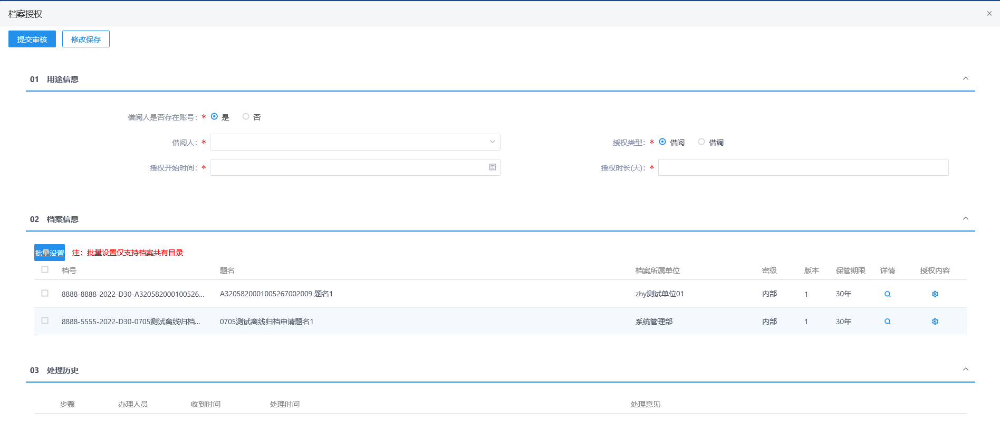 档案授权
提交审核 修改保存
01 用途信息
借阅人是否存在账号：* 是 否
借阅人：* 授权类型：* 借阅 借调
授权开始时间：* 授权时长(天)：*
02 档案信息
批量设置 注：批量设置仅支持档案共有目录
档号 题名 档案所属单位 密级 版本 保管期限 详情 授权内容
8888-8888-2022-D30-A320582000100526... A3205820001005267002009 题名1 zhy测试单位01 内部 1 30年
8888-5555-2022-D30-0705测试离线归档... 0705测试离线归档申请题名1 系统管理部 内部 1 30年
03 处理历史
步骤 办理人员 收到时间 处理时间 处理意见